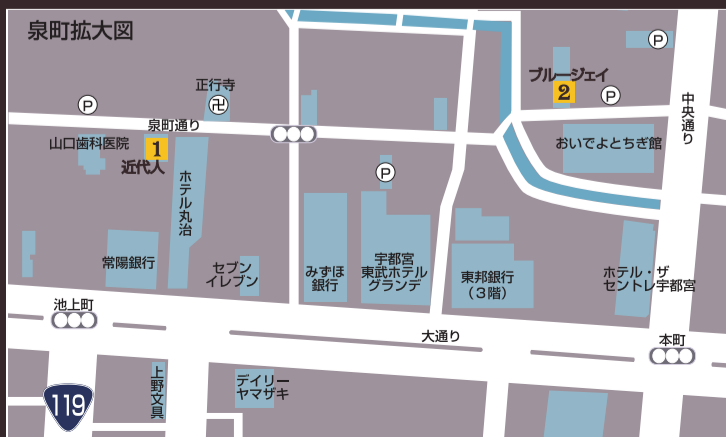 泉町拡大図
P
ブルージェイ
2
P
正行寺
卍
P
泉町通り
中央通り
山口歯科医院
1
近代人
おいでよとちぎ館
P
ホテル丸治
常陽銀行
セブン
イレブン
みずほ
銀行
宇都宮
東武ホテル
グランデ
東邦銀行
(3階)
ホテル・ザ
セントレ宇都宮
池上町
大通り
本町
上野文具
デイリー
ヤマザキ
119